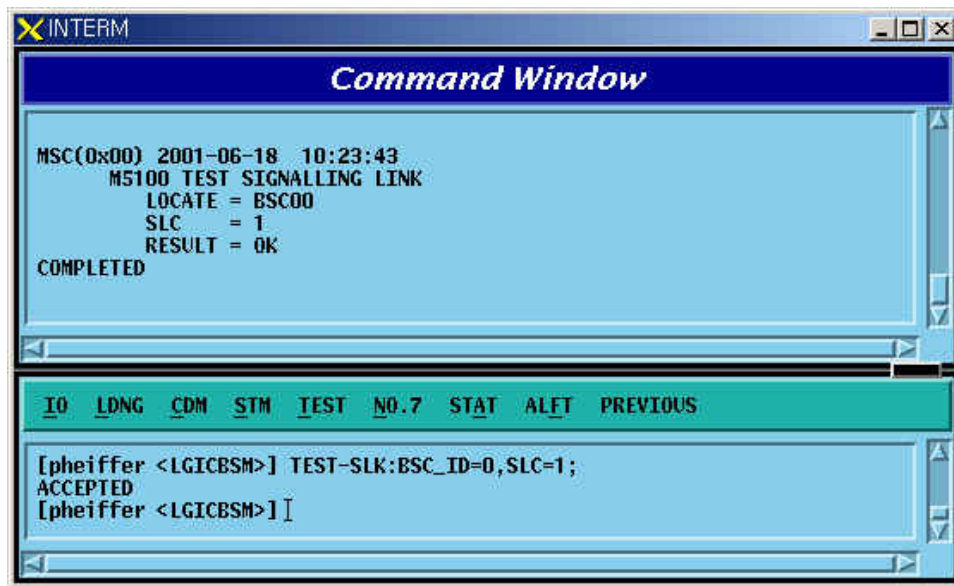 INTERM
Command Window
MSC(0x00) 2001-06-18 10:23:43
M5100 TEST SIGNALLING LINK
LOCATE = BSC00
SLC = 1
RESULT = OK
COMPLETED
IO LDNG CDM STM TEST NO.7 STAT ALFT PREVIOUS
[pheiffer <LGICBSM>] TEST-SLK:BSC_ID=0,SLC=1;
ACCEPTED
[pheiffer <LGICBSM>]